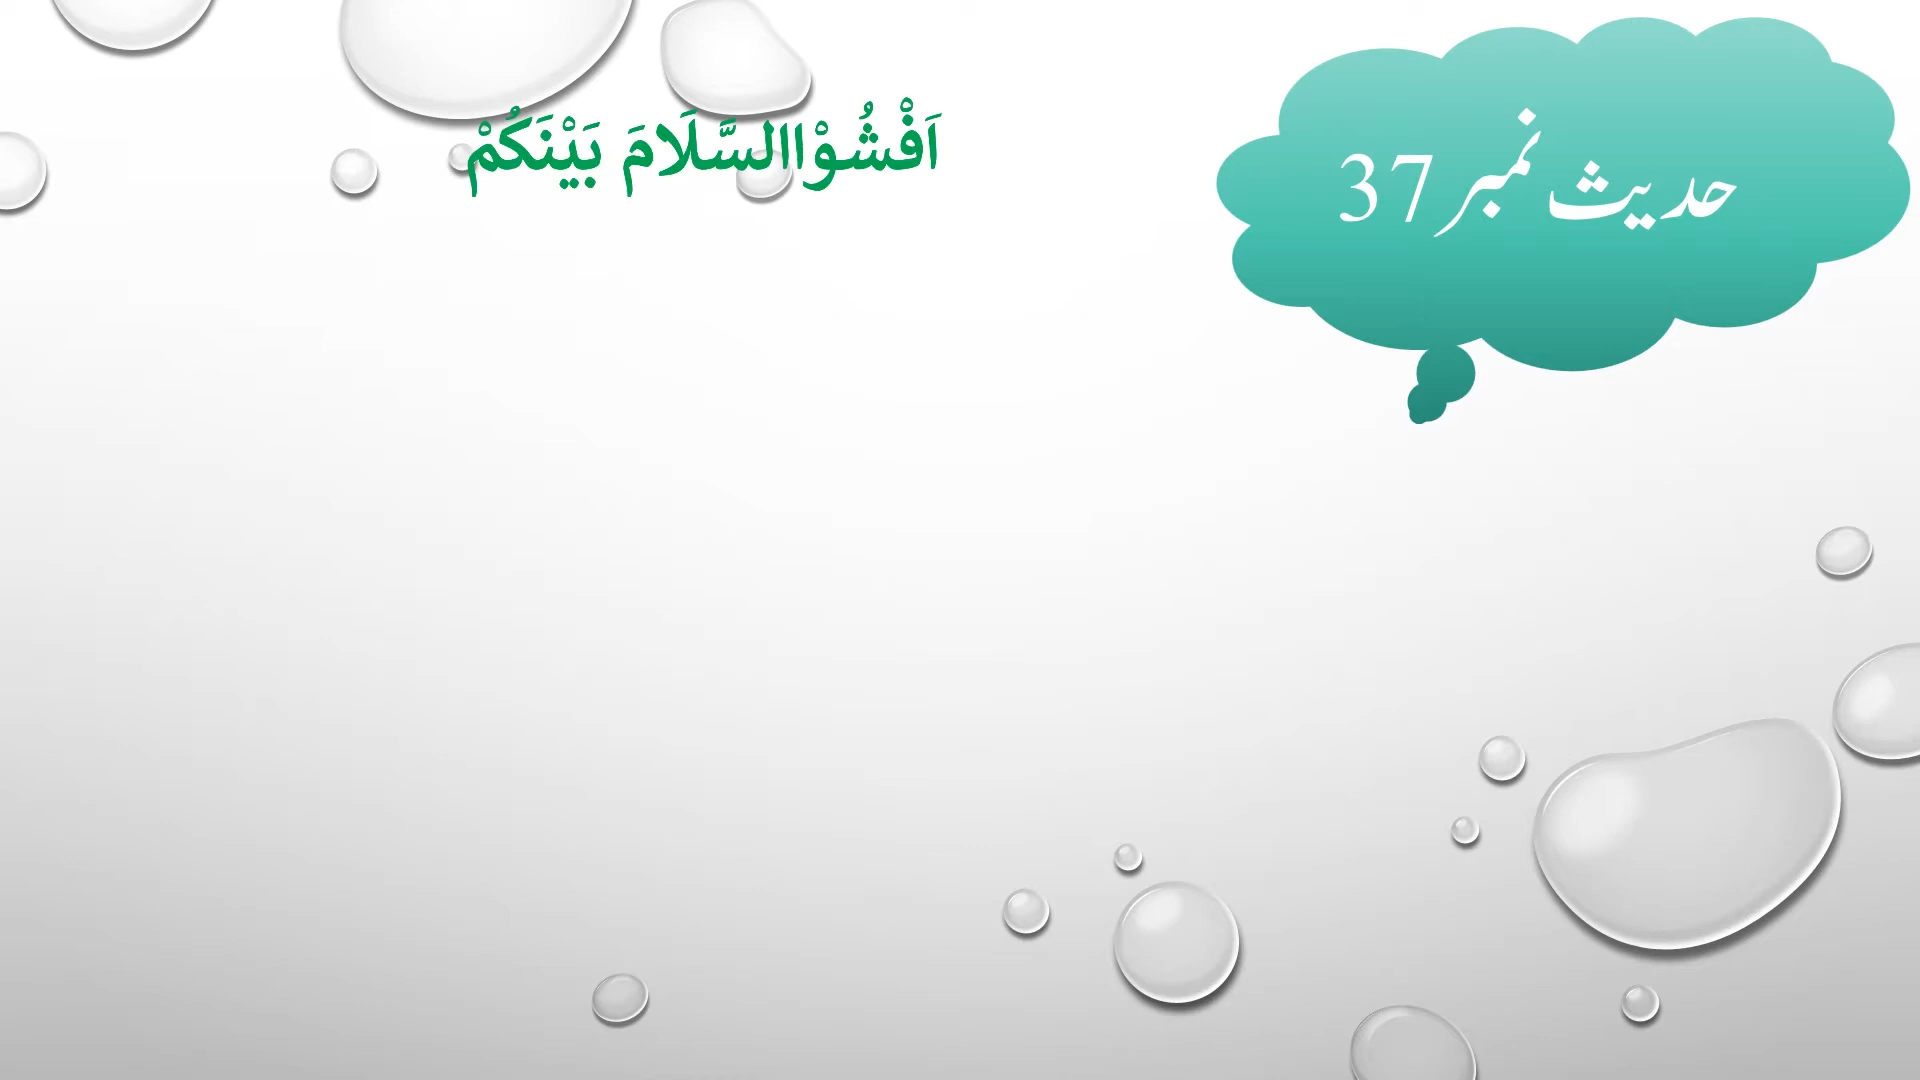 حدیث نمبر 37
اَفْشُوْاالسَّلَامَ بَیْنَکُمْ